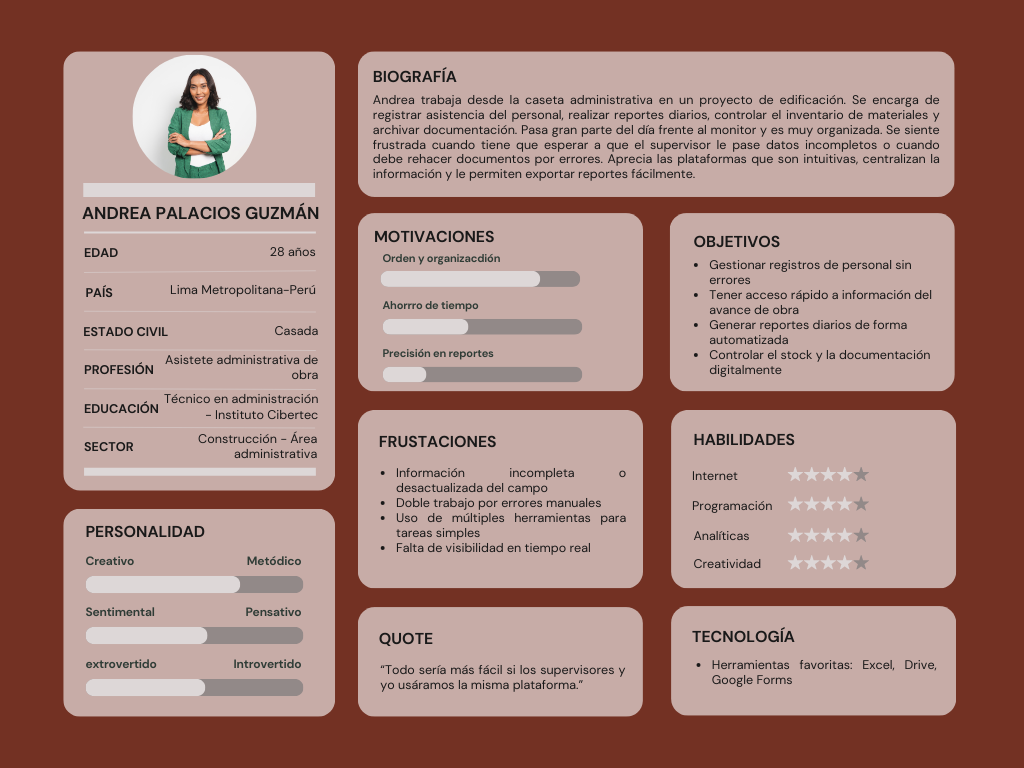 ANDREA PALACIOS GUZMÁN
EDAD 28 años
PAÍS Lima Metropolitana-Perú
ESTADO CIVIL Casada
PROFESIÓN Asistete administrativa de
obra
EDUCACIÓN Técnico en administración
- Instituto Cibertec
SECTOR Construcción - Área
administrativa
PERSONALIDAD
Creativo Metódico
Sentimental Pensativo
extrovertido Introvertido
BIOGRAFÍA
Andrea trabaja desde la caseta administrativa en un proyecto de edificación. Se encarga de
registrar asistencia del personal, realizar reportes diarios, controlar el inventario de materiales y
archivar documentación. Pasa gran parte del día frente al monitor y es muy organizada. Se siente
frustrada cuando tiene que esperar a que el supervisor le pase datos incompletos o cuando
debe rehacer documentos por errores. Aprecia las plataformas que son intuitivas, centralizan la
información y le permiten exportar reportes fácilmente.
MOTIVACIONES
Orden y organizacdión
Ahorrro de tiempo
Precisión en reportes
OBJETIVOS
• Gestionar registros de personal sin
errores
• Tener acceso rápido a información del
avance de obra
• Generar reportes diarios de forma
automatizada
• Controlar el stock y la documentación
digitalmente
FRUSTACIONES
• Información incompleta o
desactualizada del campo
• Doble trabajo por errores manuales
• Uso de múltiples herramientas para
tareas simples
• Falta de visibilidad en tiempo real
HABILIDADES
Internet
Programación
Analíticas
Creatividad
QUOTE
“Todo sería más fácil si los supervisores y
yo usáramos la misma plataforma.”
TECNOLOGÍA
• Herramientas favoritas: Excel, Drive,
Google Forms